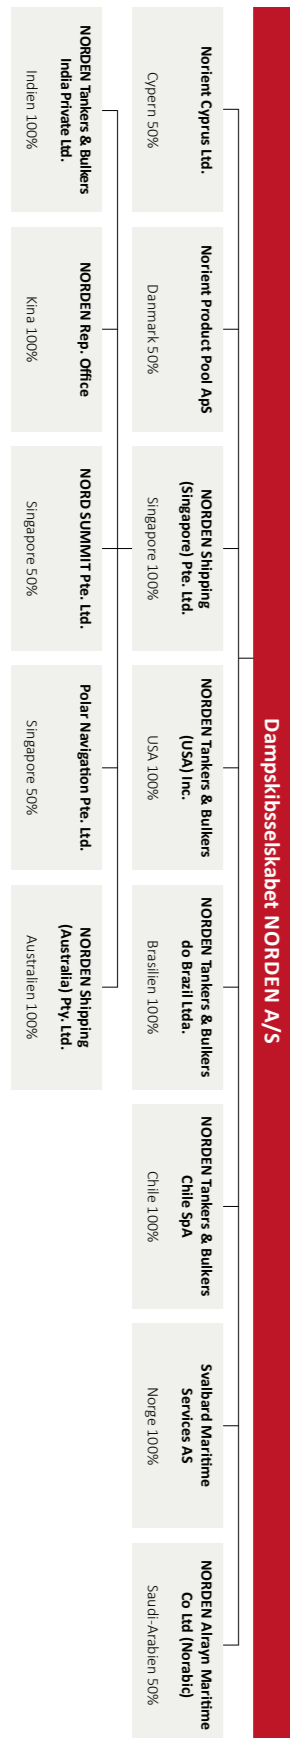 Dampskibsselskabet NORDEN A/S
Norient Cyprus Ltd.
Cypern 50%
Norient Product Pool ApS
Danmark 50%
NORDEN Shipping
(Singapore) Pte. Ltd.
Singapore 100%
NORDEN Tankers & Bulkers
(USA) Inc.
USA 100%
NORDEN Tankers & Bulkers
do Brazil Ltda.
Brasilien 100%
NORDEN Tankers & Bulkers
Chile SpA
Chile 100%
Svalbard Maritime
Services AS
Norge 100%
NORDEN Alrayn Maritime
Co Ltd (Norabic)
Saudi-Arabien 50%
NORDEN Tankers & Bulkers
India Private Ltd.
Indien 100%
NORDEN Rep. Office
Kina 100%
NORD SUMMIT Pte. Ltd.
Singapore 50%
Polar Navigation Pte. Ltd.
Singapore 50%
NORDEN Shipping
(Australia) Pty. Ltd.
Australien 100%